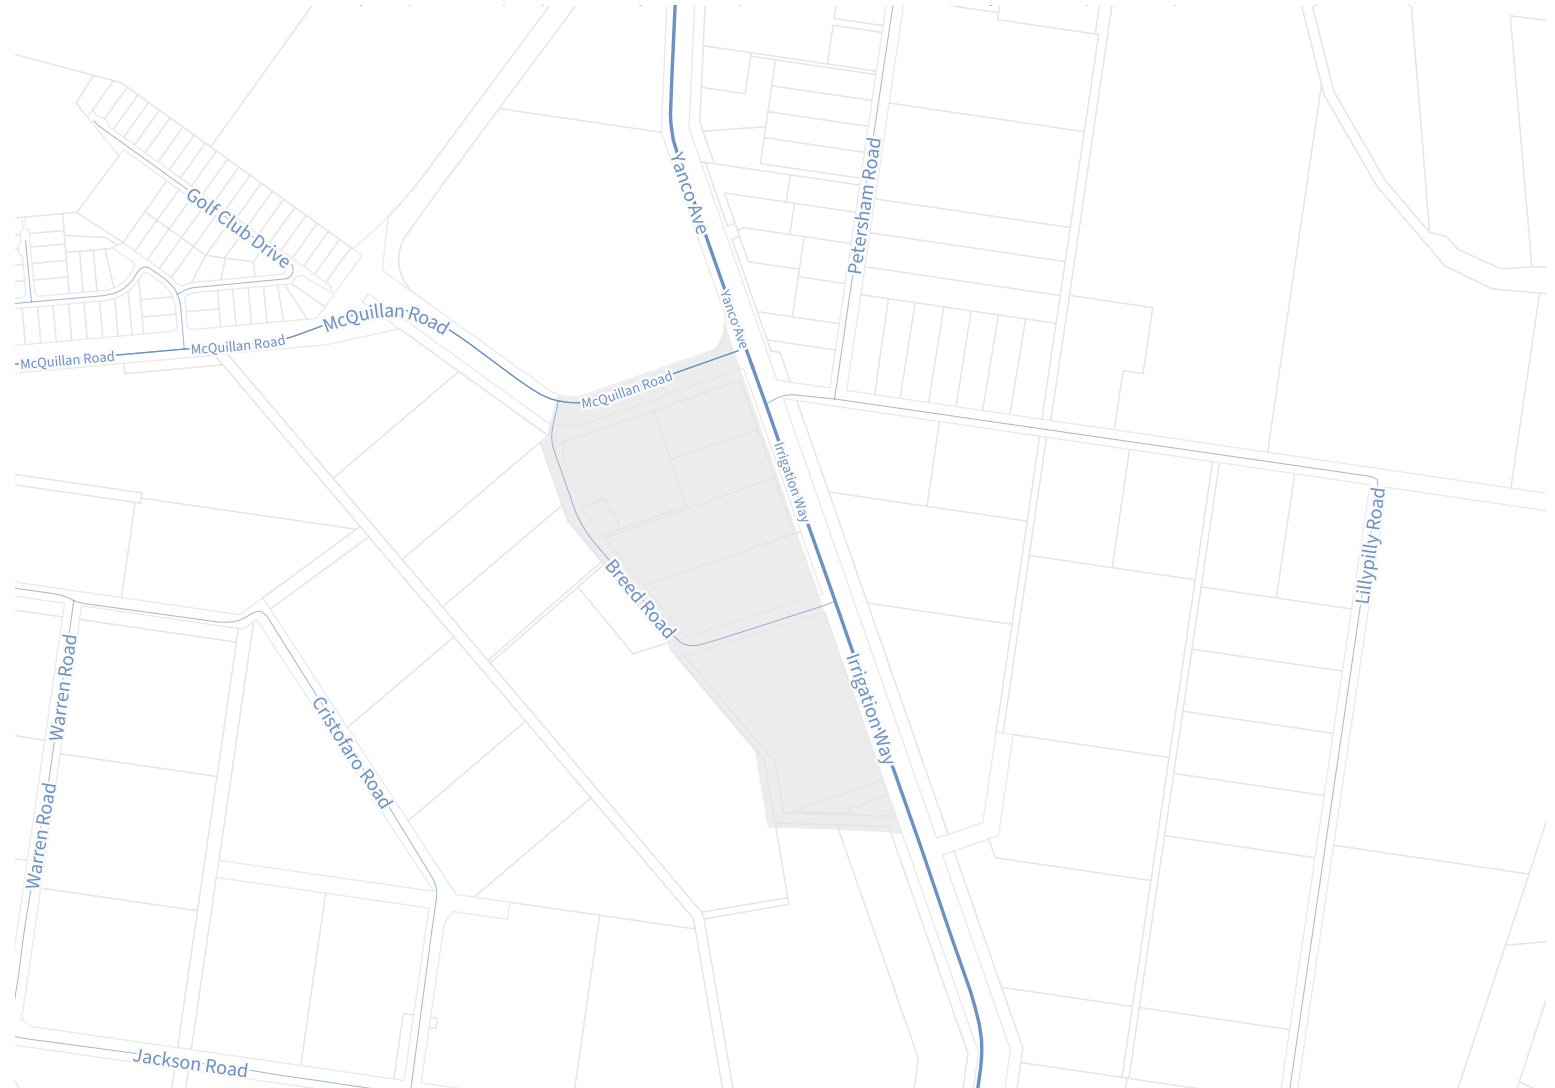 Yanco Ave
Petersham Road
Golf Club Drive
Yanco Ave
McQuillan Road
McQuillan Road
McQuillan Road
McQuillan Road
Irrigation Way
Lillypilly Road
Breed Road
Warren Road
Irrigation Way
Cristofaro Road
Warren Road
Jackson Road